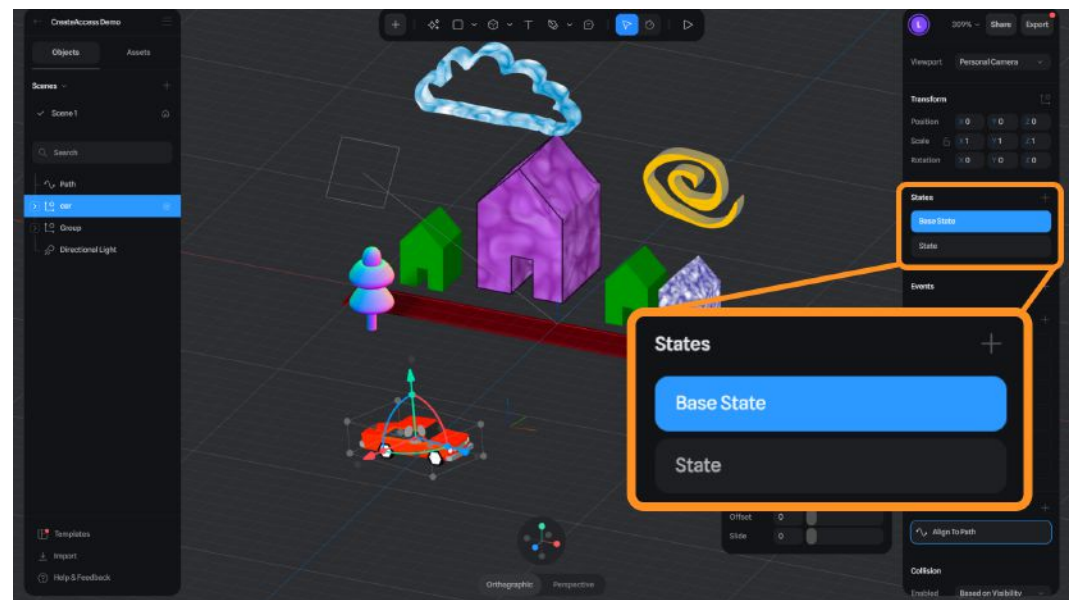 CreateAccess Demo
Objects Assets
Scenes
Scene 1
Search
Path
car
Group
Directional Light
Templates
Import
Help & Feedback
T
Orthographic Perspective
L 309% Share Export
Viewport Personal Camera
Transform
Position X 0 Y 0 Z 0
Scale X 1 Y 1 Z 1
Rotation X 0 Y 0 Z 0
States
Base State
State
Events
States
Base State
State
Offset 0
Slide 0
Align To Path
Collision
Enabled Based on Visibility